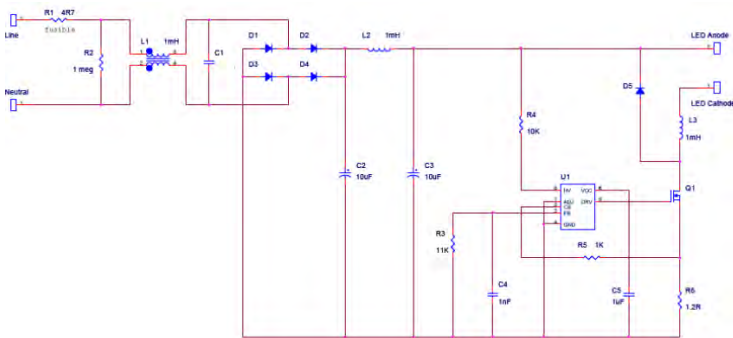 R1 4R7
fusible
Line
R2
1 meg
Neutral
L1
1mH
C1
D1
D2
D3
D4
L2 1mH
C2
10uF
C3
10uF
R4
10K
D5
LED Anode
LED Cathode
L3
1mH
Q1
U1
HV
VCC
ADJ
CS
DRV
FB
GND
R3
11K
C4
1nF
R5 1K
C5
1uF
R6
1.2R